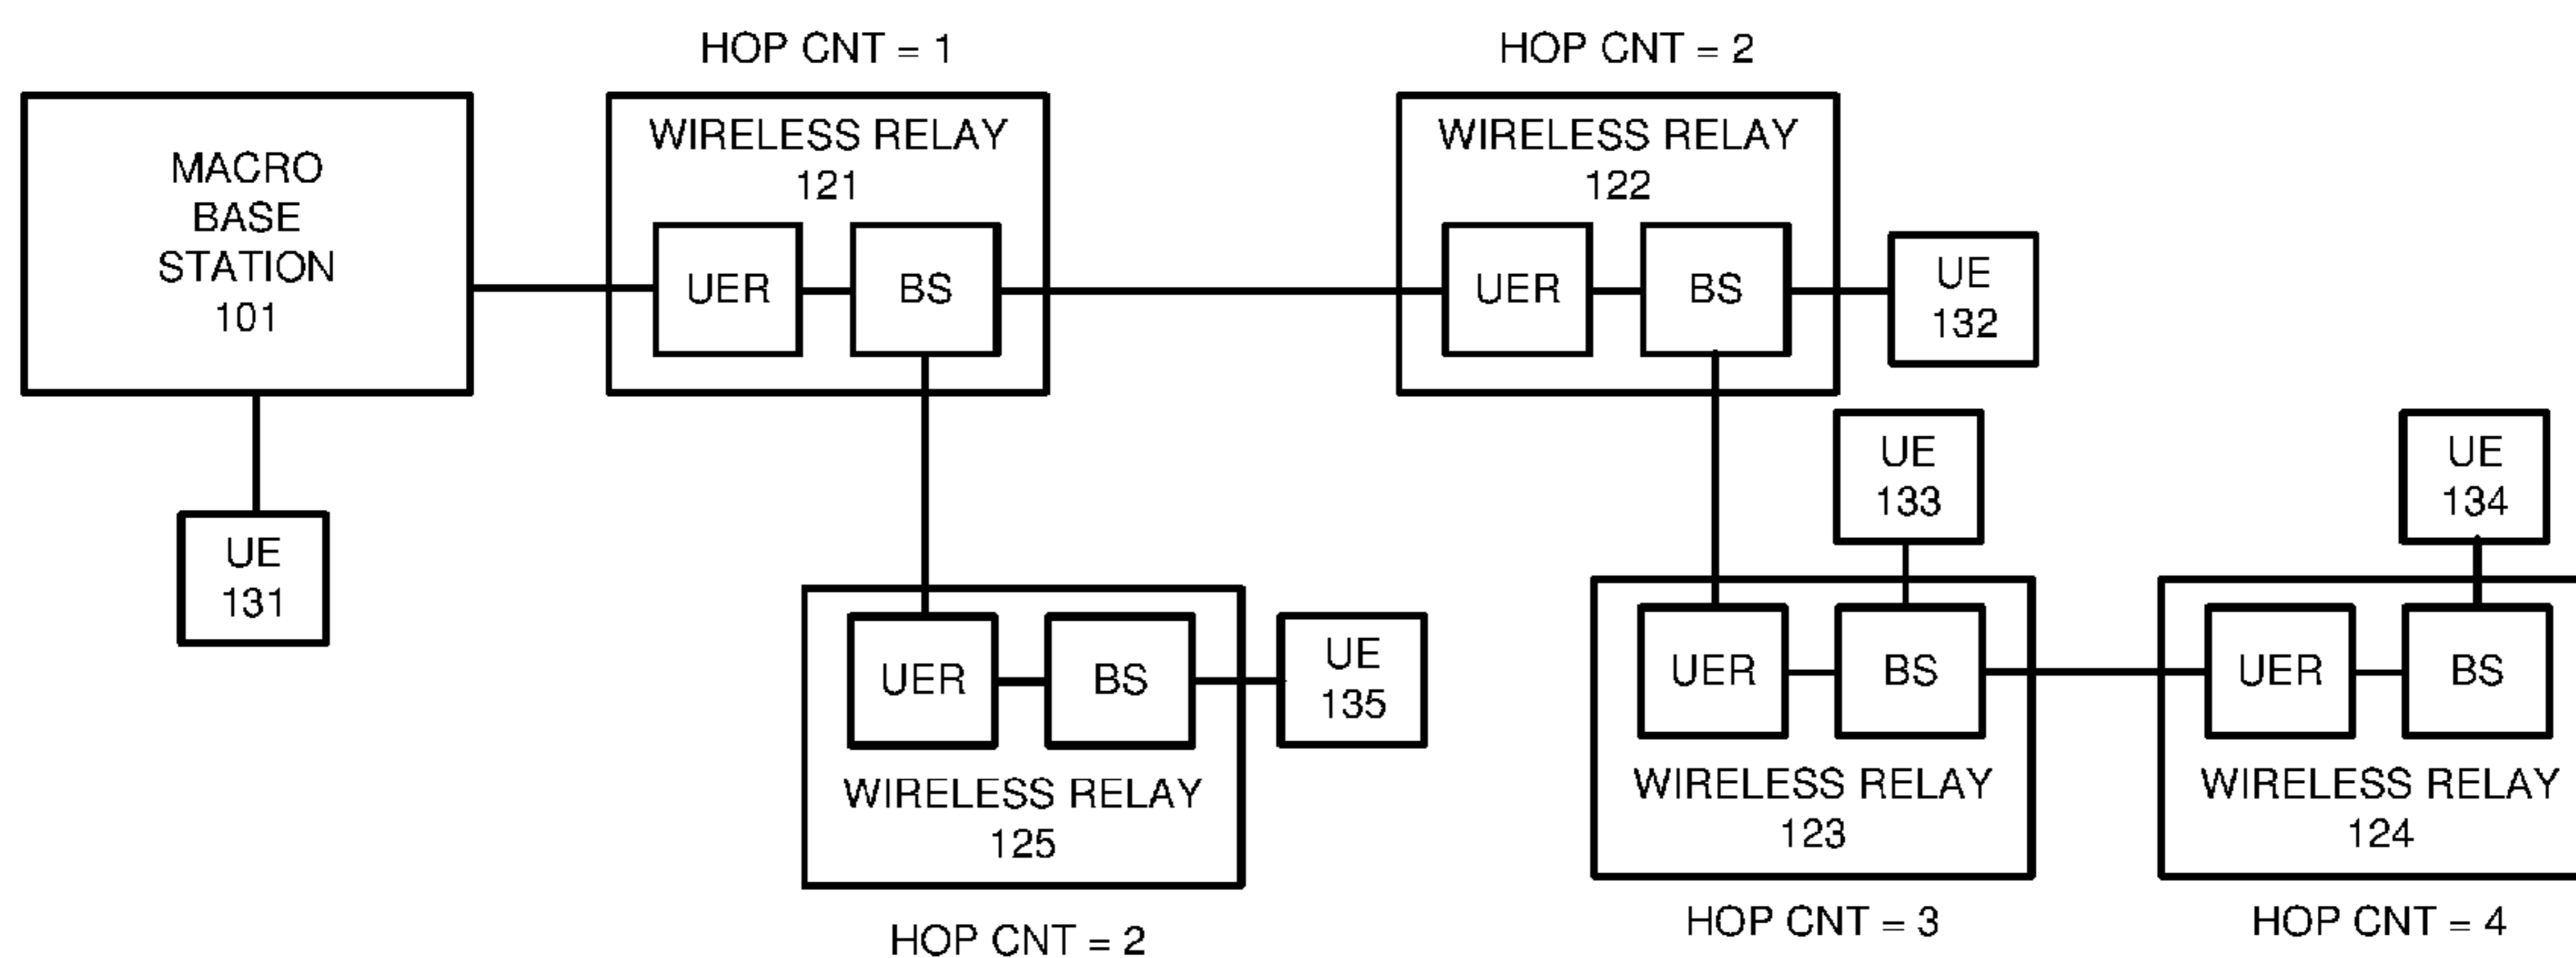 HOP CNT = 1
HOP CNT = 2
MACRO
BASE
STATION
101
WIRELESS RELAY
121
UER
BS
WIRELESS RELAY
122
UER
BS
UE
132
UE
131
UE
133
UE
134
UER
BS
WIRELESS RELAY
125
UE
135
HOP CNT = 2
UER
BS
WIRELESS RELAY
123
HOP CNT = 3
UER
BS
WIRELESS RELAY
124
HOP CNT = 4